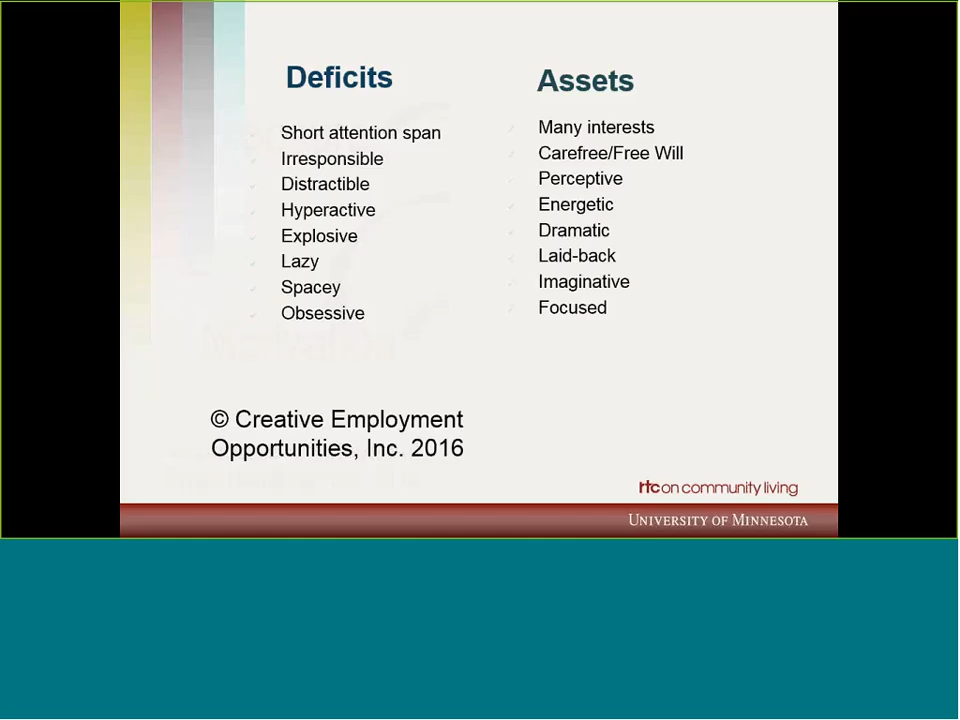 Deficits
Short attention span
Irresponsible
Distractible
Hyperactive
Explosive
Lazy
Spacey
Obsessive
Assets
Many interests
Carefree/Free Will
Perceptive
Energetic
Dramatic
Laid-back
Imaginative
Focused
© Creative Employment
Opportunities, Inc. 2016
rtc on community living
UNIVERSITY OF MINNESOTA